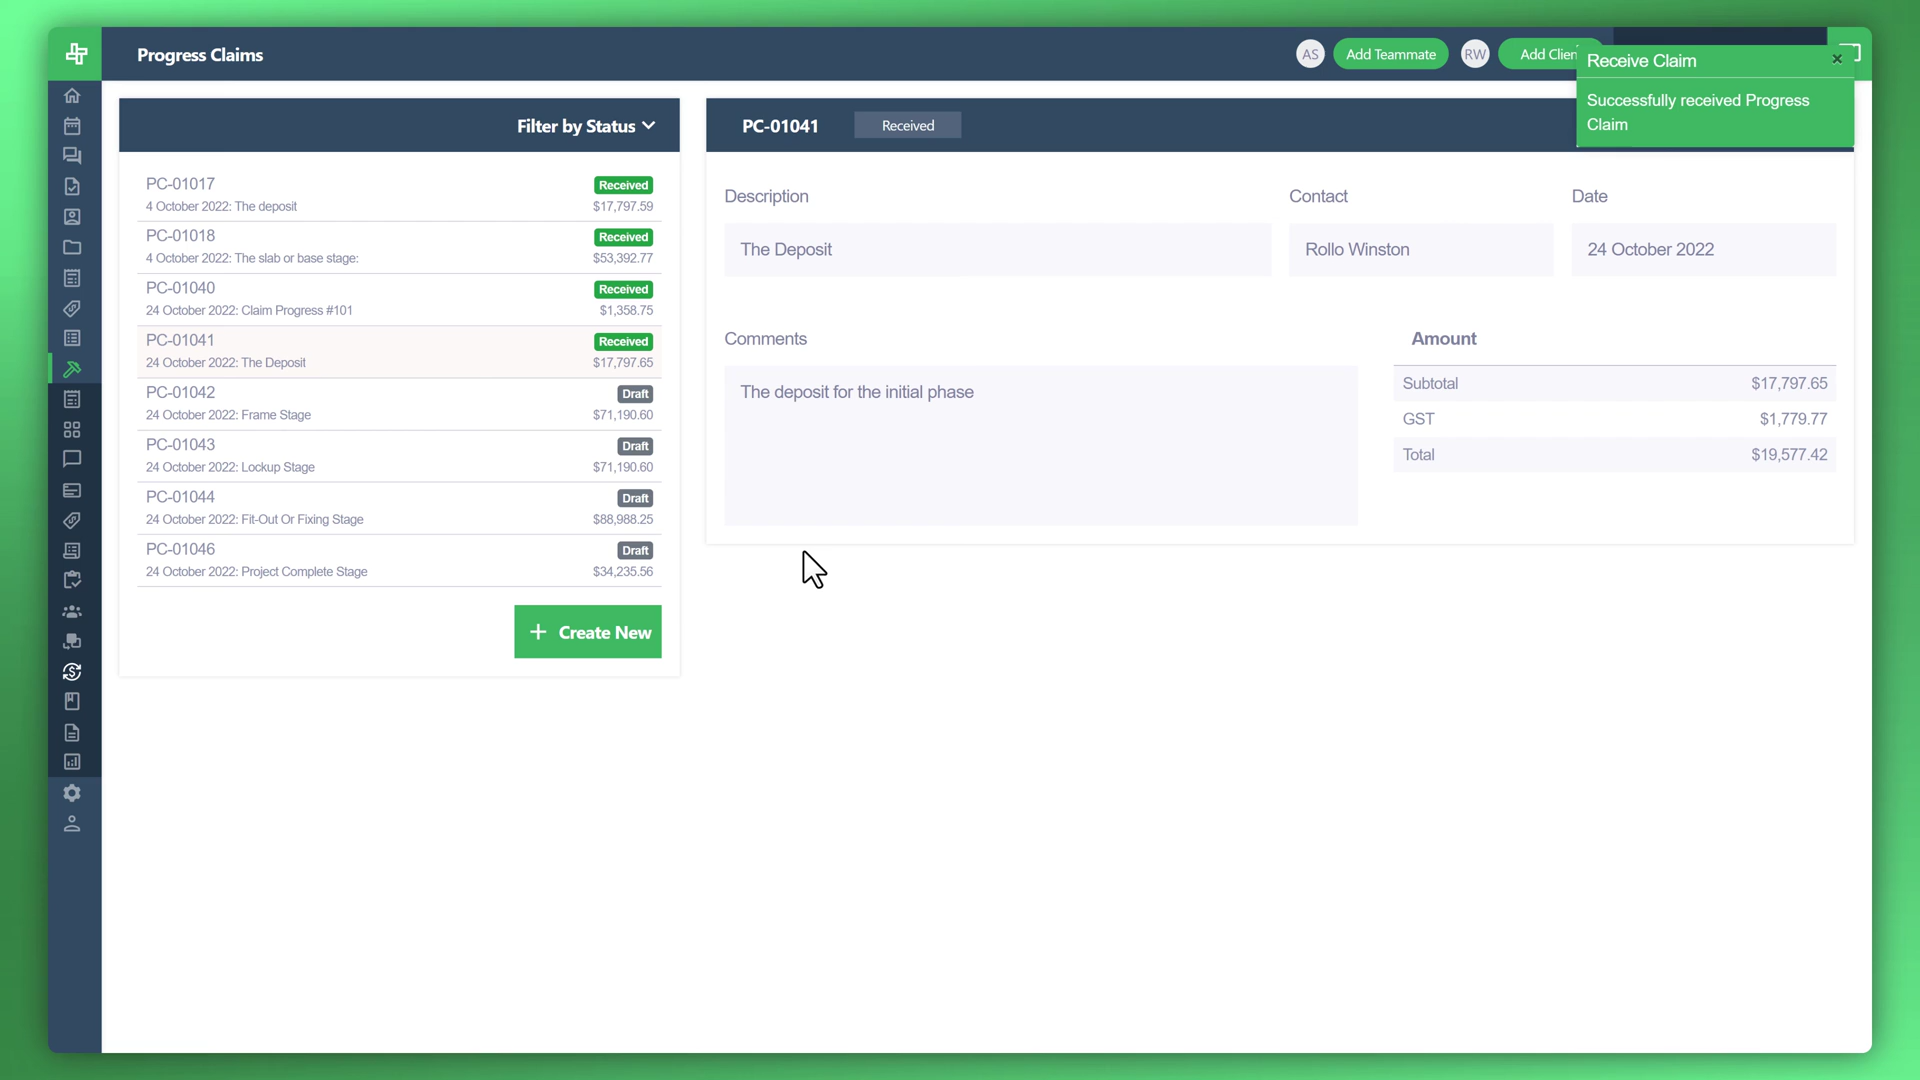 Progress Claims
AS
Add Teammate
RW
Add Clien
Receive Claim
×
Successfully received Progress
Claim
Filter by Status
PC-01017
Received
4 October 2022: The deposit
$17,797.59
PC-01018
Received
4 October 2022: The slab or base stage:
$53,392.77
PC-01040
Received
24 October 2022: Claim Progress #101
$1,358.75
PC-01041
Received
24 October 2022: The Deposit
$17,797.65
PC-01042
Draft
24 October 2022: Frame Stage
$71,190.60
PC-01043
Draft
24 October 2022: Lockup Stage
$71,190.60
PC-01044
Draft
24 October 2022: Fit-Out Or Fixing Stage
$88,988.25
PC-01046
Draft
24 October 2022: Project Complete Stage
$34,235.56
+ Create New
PC-01041
Received
Description
Contact
Date
The Deposit
Rollo Winston
24 October 2022
Comments
The deposit for the initial phase
Amount
Subtotal
$17,797.65
GST
$1,779.77
Total
$19,577.42